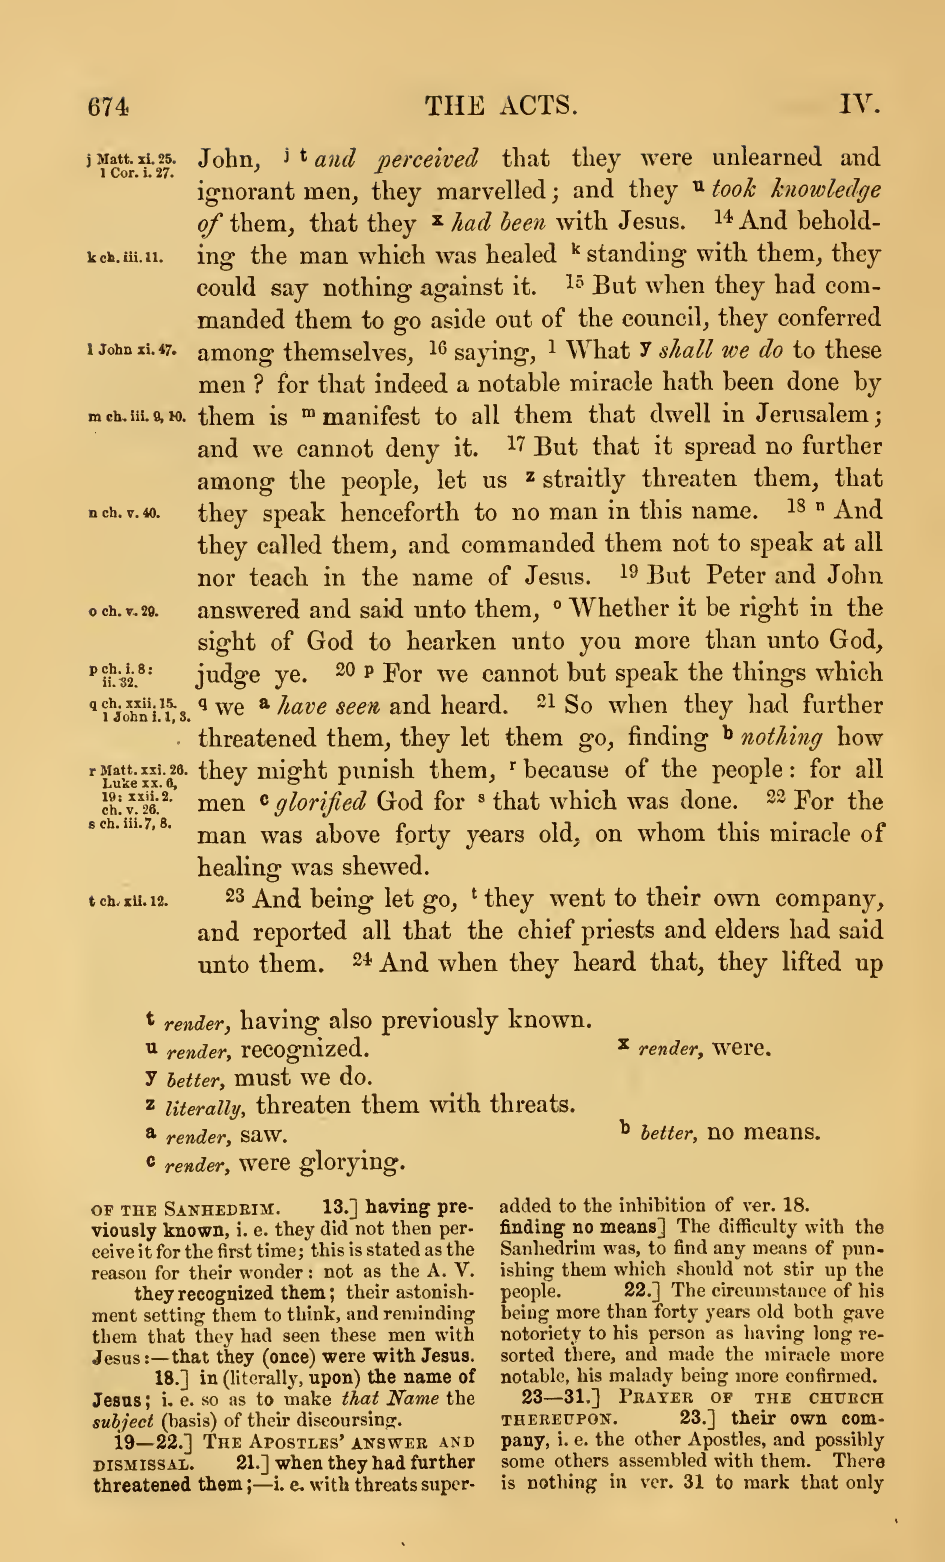 674 THE ACTS. IV.
j Matt. xi. 25.
1 Cor. i. 27.
John, j t and perceived that they were unlearned and
ignorant men, they marvelled; and they u took knowledge
of them, that they x had been with Jesus. 14 And behold-
k ch. iii. 11.
ing the man which was healed k standing with them, they
could say nothing against it. 15 But when they had com-
manded them to go aside out of the council, they conferred
l John xi. 47.
among themselves, 16 saying, l What y shall we do to these
men ? for that indeed a notable miracle hath been done by
m ch. iii. 9, 10.
them is m manifest to all them that dwell in Jerusalem;
and we cannot deny it. 17 But that it spread no further
among the people, let us z straitly threaten them, that
n ch. v. 40.
they speak henceforth to no man in this name. 18 n And
they called them, and commanded them not to speak at all
nor teach in the name of Jesus. 19 But Peter and John
o ch. v. 29.
answered and said unto them, o Whether it be right in the
sight of God to hearken unto you more than unto God,
p ch. i. 8:
ii. 32.
judge ye. 20 p For we cannot but speak the things which
q ch. xxii. 15.
1 John i. 1, 3.
q we a have seen and heard. 21 So when they had further
threatened them, they let them go, finding b nothing how
r Matt. xxi. 26.
Luke xx. 6,
19: xxii. 2.
ch. v. 26.
they might punish them, r because of the people: for all
men c glorified God for s that which was done. 22 For the
s ch. iii. 7, 8.
man was above forty years old, on whom this miracle of
healing was shewed.
t ch. xii. 12.
23 And being let go, t they went to their own company,
and reported all that the chief priests and elders had said
unto them. 24 And when they heard that, they lifted up
t render, having also previously known.
u render, recognized. x render, were.
y better, must we do.
z literally, threaten them with threats.
a render, saw. b better, no means.
c render, were glorying.
OF THE SANHEDRIM. 13.] having pre-
viously known, i. e. they did not then per-
ceive it for the first time; this is stated as the
reason for their wonder: not as the A. V.
they recognized them; their astonish-
ment setting them to think, and reminding
them that they had seen these men with
Jesus:—that they (once) were with Jesus.
18.] in (literally, upon) the name of
Jesus; i. e. so as to make that Name the
subject (basis) of their discoursing.
19—22.] THE APOSTLES' ANSWER AND
DISMISSAL. 21.] when they had further
threatened them;—i. e. with threats super-
added to the inhibition of ver. 18.
finding no means] The difficulty with the
Sanhedrim was, to find any means of pun-
ishing them which should not stir up the
people. 22.] The circumstance of his
being more than forty years old both gave
notoriety to his person as having long re-
sorted there, and made the miracle more
notable, his malady being more confirmed.
23—31.] PRAYER OF THE CHURCH
THEREUPON. 23.] their own com-
pany, i. e. the other Apostles, and possibly
some others assembled with them. There
is nothing in ver. 31 to mark that only